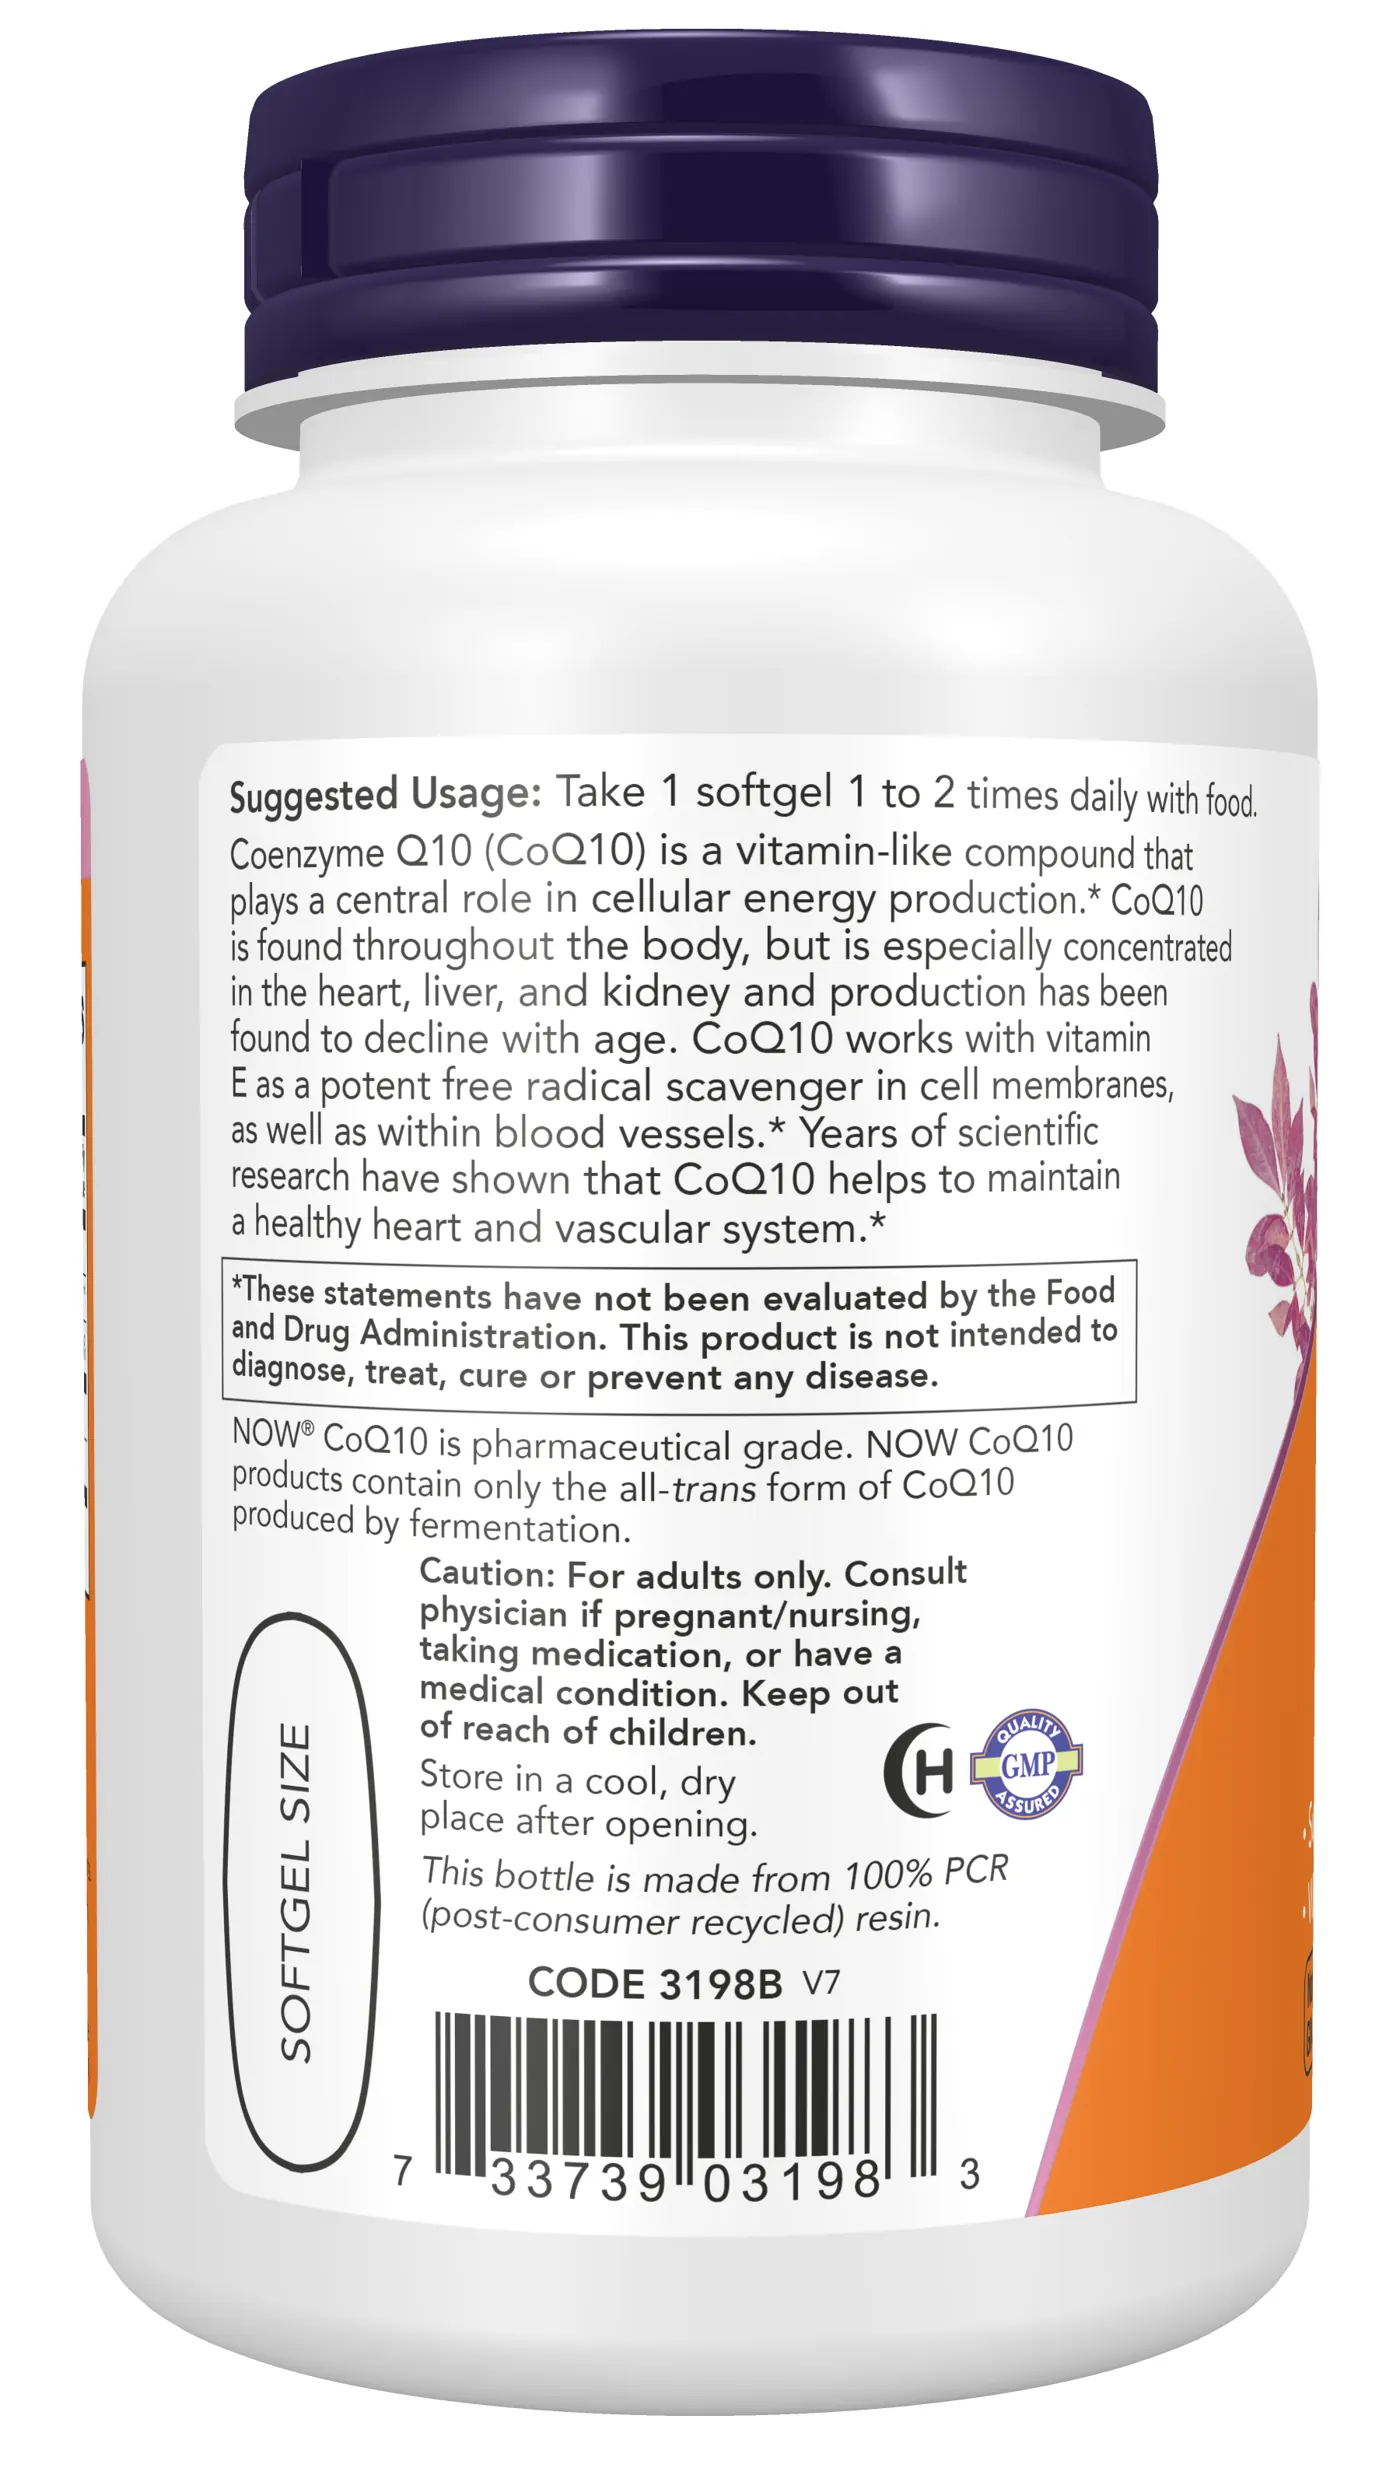 Suggested Usage: Take 1 softgel 1 to 2 times daily with food.
Coenzyme Q10 (CoQ10) is a vitamin-like compound that
plays a central role in cellular energy production.* CoQ10
is found throughout the body, but is especially concentrated
in the heart, liver, and kidney and production has been
found to decline with age. CoQ10 works with vitamin
E as a potent free radical scavenger in cell membranes,
as well as within blood vessels.* Years of scientific
research have shown that CoQ10 helps to maintain
a healthy heart and vascular system.*
*These statements have not been evaluated by the Food
and Drug Administration. This product is not intended to
diagnose, treat, cure or prevent any disease.
NOW® CoQ10 is pharmaceutical grade. NOW CoQ10
products contain only the all-trans form of CoQ10
produced by fermentation.
Caution: For adults only. Consult
physician if pregnant/nursing,
taking medication, or have a
medical condition. Keep out
of reach of children.
Store in a cool, dry
place after opening.
This bottle is made from 100% PCR
(post-consumer recycled) resin.
SOFTGEL SIZE
H
QUALITY
GMP
ASSURED
CODE 3198B V7
7 33739 03198 3